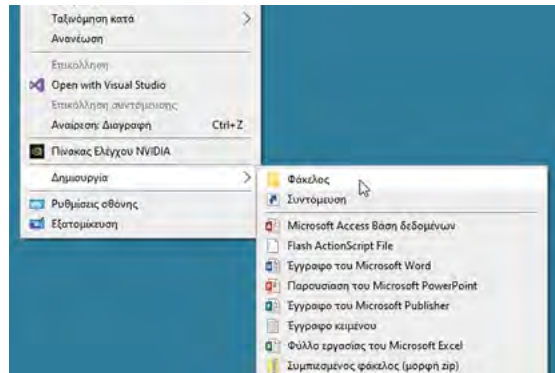 Ταξινόμηση κατά
Ανανέωση
Επικόλληση
Open with Visual Studio
Επικόλληση συντόμευσης
Αναίρεση: Διαγραφή Ctrl+Z
Πίνακας Ελέγχου NVIDIA
Δημιουργία
Ρυθμίσεις οθόνης
Εξατομίκευση
Φάκελος
Συντόμευση
Microsoft Access Βάση δεδομένων
Flash ActionScript File
Έγγραφο του Microsoft Word
Παρουσίαση του Microsoft PowerPoint
Έγγραφο του Microsoft Publisher
Έγγραφο κειμένου
Φύλλο εργασίας του Microsoft Excel
Συμπιεσμένος φάκελος (μορφή zip)